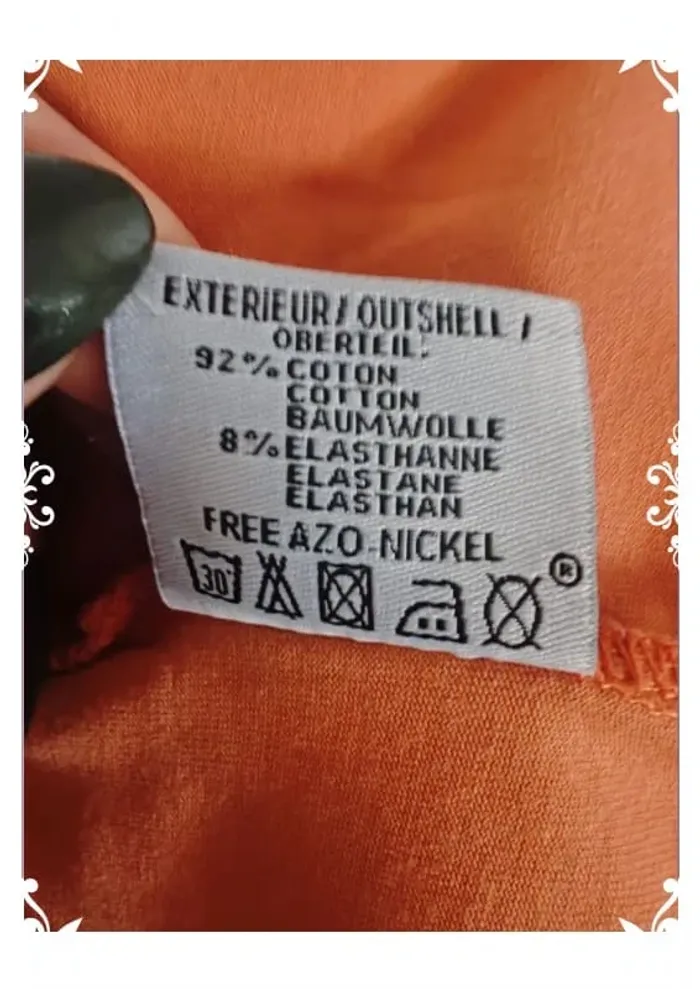 EXTERIEUR / OUTSHELL /
OBERTEIL:
92% COTON
COTTON
BAUMWOLLE
8% ELASTHANNE
ELASTANE
ELASTHAN
FREE AZO-NICKEL
30° ®